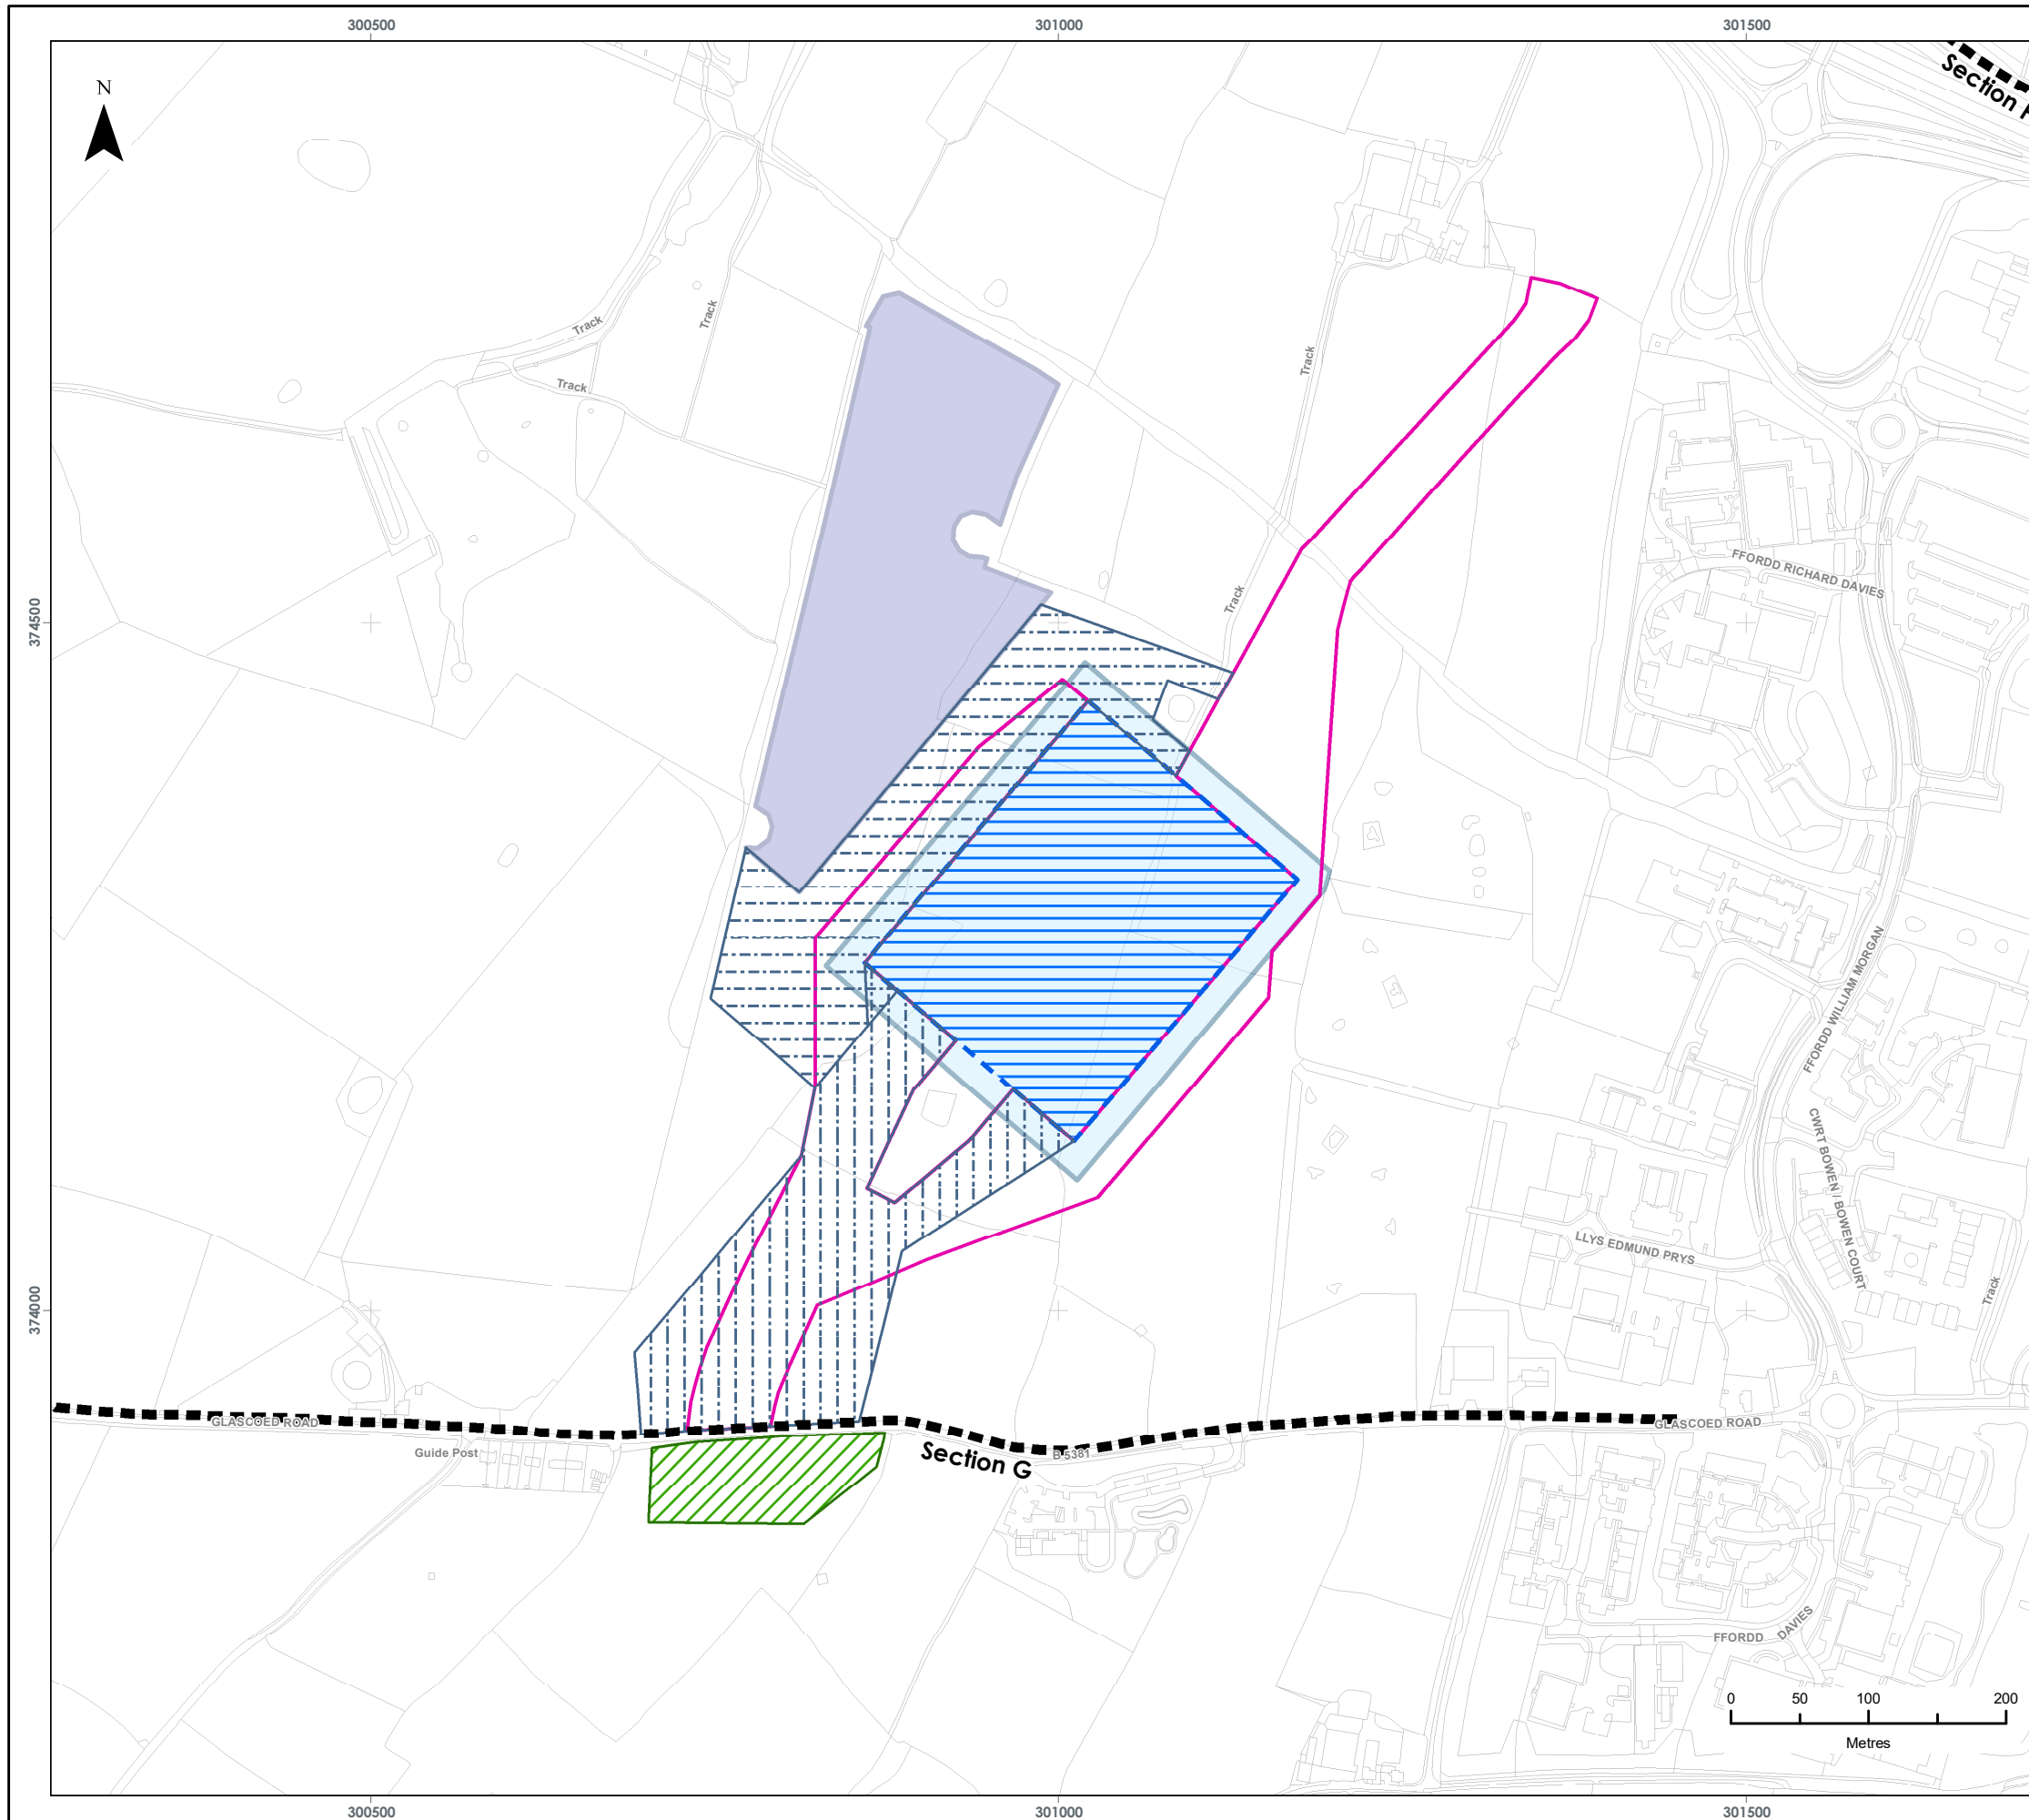 300500
301000
301500
N
Section
Track
Track
Track
Track
Track
FFORDD RICHARD DAVIES
374500
FFORDD WILLIAM MORGAN
CWRT BOWEN / BOWEN COURT
LLYS EDMUND PRYS
Track
374000
GLASCOED ROAD
GLASCOED ROAD
Guide Post
Section G
B 5381
FFORDD
DAVIES
0 50 100 200
Metres
300500
301000
301500